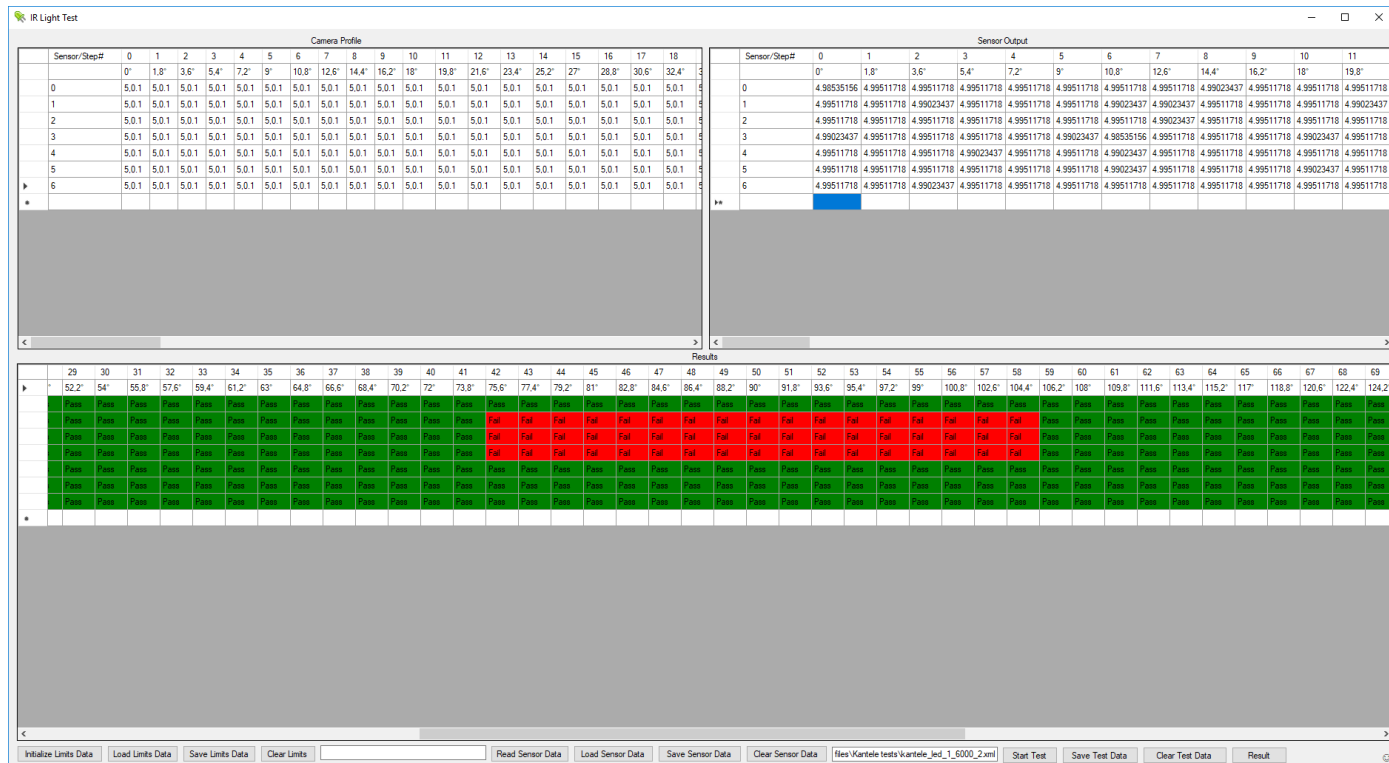 IR Light Test
Camera Profile
Sensor/Step# 0 1 2 3 4 5 6 7 8 9 10 11 12 13 14 15 16 17 18
0° 1,8° 3,6° 5,4° 7,2° 9° 10,8° 12,6° 14,4° 16,2° 18° 19,8° 21,6° 23,4° 25,2° 27° 28,8° 30,6° 32,4°
0 5,0.1 5,0.1 5,0.1 5,0.1 5,0.1 5,0.1 5,0.1 5,0.1 5,0.1 5,0.1 5,0.1 5,0.1 5,0.1 5,0.1 5,0.1 5,0.1 5,0.1 5,0.1 5,0.1
1 5,0.1 5,0.1 5,0.1 5,0.1 5,0.1 5,0.1 5,0.1 5,0.1 5,0.1 5,0.1 5,0.1 5,0.1 5,0.1 5,0.1 5,0.1 5,0.1 5,0.1 5,0.1 5,0.1
2 5,0.1 5,0.1 5,0.1 5,0.1 5,0.1 5,0.1 5,0.1 5,0.1 5,0.1 5,0.1 5,0.1 5,0.1 5,0.1 5,0.1 5,0.1 5,0.1 5,0.1 5,0.1 5,0.1
3 5,0.1 5,0.1 5,0.1 5,0.1 5,0.1 5,0.1 5,0.1 5,0.1 5,0.1 5,0.1 5,0.1 5,0.1 5,0.1 5,0.1 5,0.1 5,0.1 5,0.1 5,0.1 5,0.1
4 5,0.1 5,0.1 5,0.1 5,0.1 5,0.1 5,0.1 5,0.1 5,0.1 5,0.1 5,0.1 5,0.1 5,0.1 5,0.1 5,0.1 5,0.1 5,0.1 5,0.1 5,0.1 5,0.1
5 5,0.1 5,0.1 5,0.1 5,0.1 5,0.1 5,0.1 5,0.1 5,0.1 5,0.1 5,0.1 5,0.1 5,0.1 5,0.1 5,0.1 5,0.1 5,0.1 5,0.1 5,0.1 5,0.1
6 5,0.1 5,0.1 5,0.1 5,0.1 5,0.1 5,0.1 5,0.1 5,0.1 5,0.1 5,0.1 5,0.1 5,0.1 5,0.1 5,0.1 5,0.1 5,0.1 5,0.1 5,0.1 5,0.1
Sensor Output
Sensor/Step# 0 1 2 3 4 5 6 7 8 9 10 11
0° 1,8° 3,6° 5,4° 7,2° 9° 10,8° 12,6° 14,4° 16,2° 18° 19,8°
0 4.98535156 4.99511718 4.99511718 4.99511718 4.99511718 4.99511718 4.99511718 4.99511718 4.99023437 4.99511718 4.99511718 4.99511718
1 4.99511718 4.99511718 4.99023437 4.99511718 4.99511718 4.99511718 4.99023437 4.99023437 4.99511718 4.99511718 4.99511718 4.99023437
2 4.99511718 4.99511718 4.99511718 4.99511718 4.99511718 4.99511718 4.99511718 4.99023437 4.99511718 4.99511718 4.99511718 4.99511718
3 4.99023437 4.99511718 4.99511718 4.99511718 4.99511718 4.99023437 4.98535156 4.99511718 4.99511718 4.99511718 4.99023437 4.99511718
4 4.99511718 4.99511718 4.99511718 4.99023437 4.99511718 4.99511718 4.99023437 4.99511718 4.99511718 4.99511718 4.99511718 4.99511718
5 4.99511718 4.99511718 4.99511718 4.99511718 4.99511718 4.99511718 4.99023437 4.99511718 4.99511718 4.99023437 4.99511718 4.99511718
6 4.99511718 4.99511718 4.99023437 4.99511718 4.99511718 4.99511718 4.99511718 4.99511718 4.99511718 4.99511718 4.99511718 4.99511718
Results
29 30 31 32 33 34 35 36 37 38 39 40 41 42 43 44 45 46 47 48 49 50 51 52 53 54 55 56 57 58 59 60 61 62 63 64 65 66 67 68 69
52,2° 54° 55,8° 57,6° 59,4° 61,2° 63° 64,8° 66,6° 68,4° 70,2° 72° 73,8° 75,6° 77,4° 79,2° 81° 82,8° 84,6° 86,4° 88,2° 90° 91,8° 93,6° 95,4° 97,2° 99° 100,8° 102,6° 104,4° 106,2° 108° 109,8° 111,6° 113,4° 115,2° 117° 118,8° 120,6° 122,4° 124,2°
Pass Pass Pass Pass Pass Pass Pass Pass Pass Pass Pass Pass Pass Pass Pass Pass Pass Pass Pass Pass Pass Pass Pass Pass Pass Pass Pass Pass Pass Pass Pass Pass Pass Pass Pass Pass Pass Pass Pass Pass Pass
Pass Pass Pass Pass Pass Pass Pass Pass Pass Pass Pass Pass Pass Fail Fail Fail Fail Fail Fail Fail Fail Fail Fail Fail Fail Fail Fail Fail Fail Fail Pass Pass Pass Pass Pass Pass Pass Pass Pass Pass Pass
Pass Pass Pass Pass Pass Pass Pass Pass Pass Pass Pass Pass Pass Fail Fail Fail Fail Fail Fail Fail Fail Fail Fail Fail Fail Fail Fail Fail Fail Fail Pass Pass Pass Pass Pass Pass Pass Pass Pass Pass Pass
Pass Pass Pass Pass Pass Pass Pass Pass Pass Pass Pass Pass Pass Fail Fail Fail Fail Fail Fail Fail Fail Fail Fail Fail Fail Fail Fail Fail Fail Fail Pass Pass Pass Pass Pass Pass Pass Pass Pass Pass Pass
Pass Pass Pass Pass Pass Pass Pass Pass Pass Pass Pass Pass Pass Pass Pass Pass Pass Pass Pass Pass Pass Pass Pass Pass Pass Pass Pass Pass Pass Pass Pass Pass Pass Pass Pass Pass Pass Pass Pass Pass Pass
Pass Pass Pass Pass Pass Pass Pass Pass Pass Pass Pass Pass Pass Pass Pass Pass Pass Pass Pass Pass Pass Pass Pass Pass Pass Pass Pass Pass Pass Pass Pass Pass Pass Pass Pass Pass Pass Pass Pass Pass Pass
Pass Pass Pass Pass Pass Pass Pass Pass Pass Pass Pass Pass Pass Pass Pass Pass Pass Pass Pass Pass Pass Pass Pass Pass Pass Pass Pass Pass Pass Pass Pass Pass Pass Pass Pass Pass Pass Pass Pass Pass Pass
Initialize Limits Data Load Limits Data Save Limits Data Clear Limits Read Sensor Data Load Sensor Data Save Sensor Data Clear Sensor Data files\Kantele tests\kantele_led_1_6000_2.xml Start Test Save Test Data Clear Test Data Result